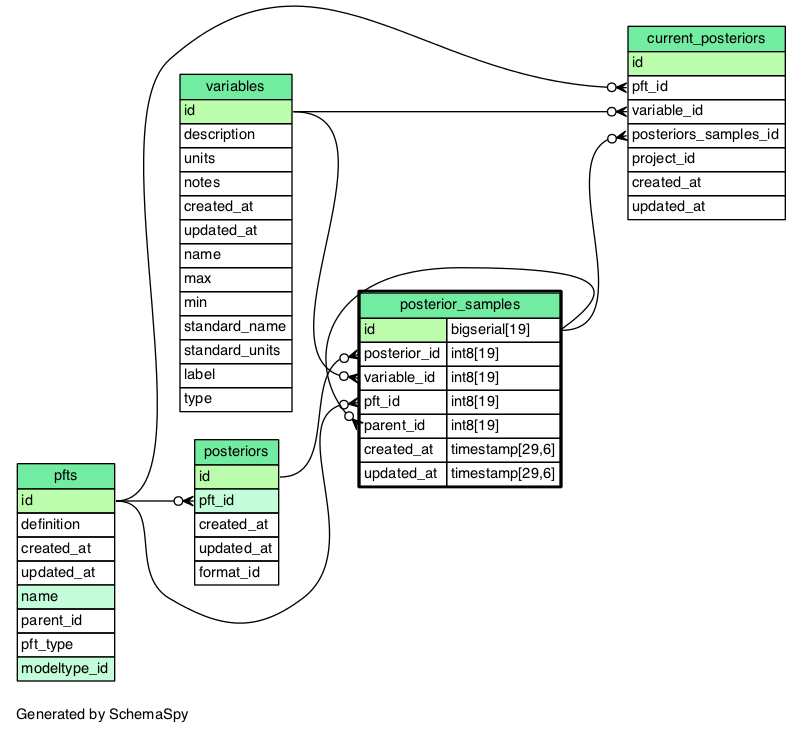 current_posteriors
id
pft_id
variable_id
posteriors_samples_id
project_id
created_at
updated_at
variables
id
description
units
notes
created_at
updated_at
name
max
min
standard_name
standard_units
label
type
posterior_samples
id bigserial[19]
posterior_id int8[19]
variable_id int8[19]
pft_id int8[19]
parent_id int8[19]
created_at timestamp[29,6]
updated_at timestamp[29,6]
posteriors
id
pft_id
created_at
updated_at
format_id
pfts
id
definition
created_at
updated_at
name
parent_id
pft_type
modeltype_id
Generated by SchemaSpy